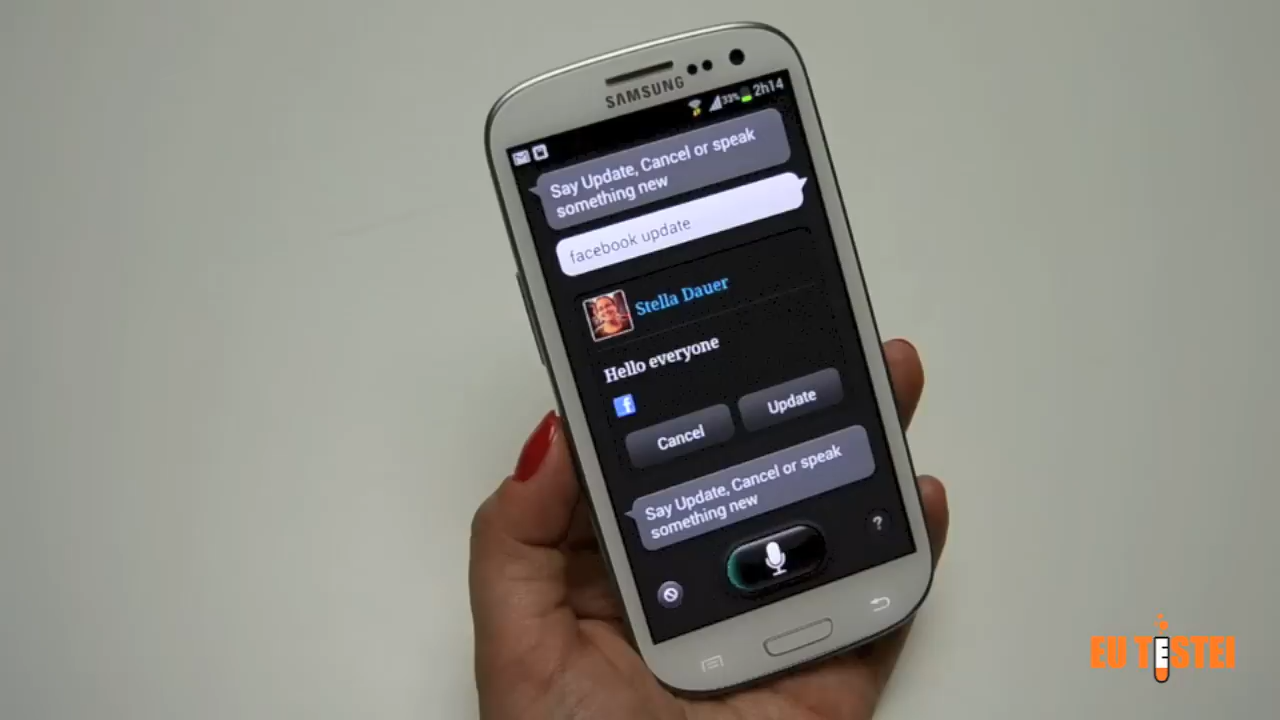 SAMSUNG
33% 2h14
Say Update, Cancel or speak
something new
facebook update
Stella Dauer
Hello everyone
f
Cancel
Update
Say Update, Cancel or speak
something new
?
EU TESTEI